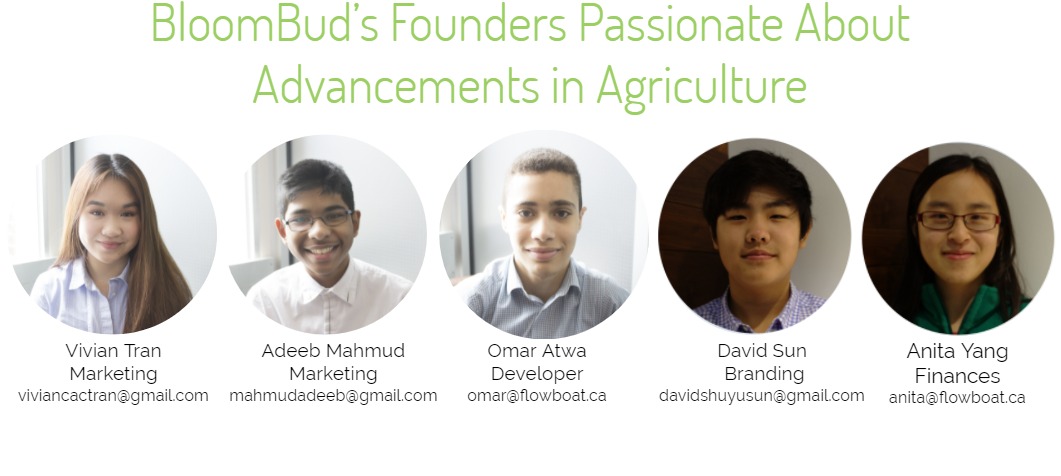 BloomBud's Founders Passionate About
Advancements in Agriculture
Vivian Tran
Marketing
viviancactran@gmail.com
Adeeb Mahmud
Marketing
mahmudadeeb@gmail.com
Omar Atwa
Developer
omar@flowboat.ca
David Sun
Branding
davidshuyusun@gmail.com
Anita Yang
Finances
anita@flowboat.ca